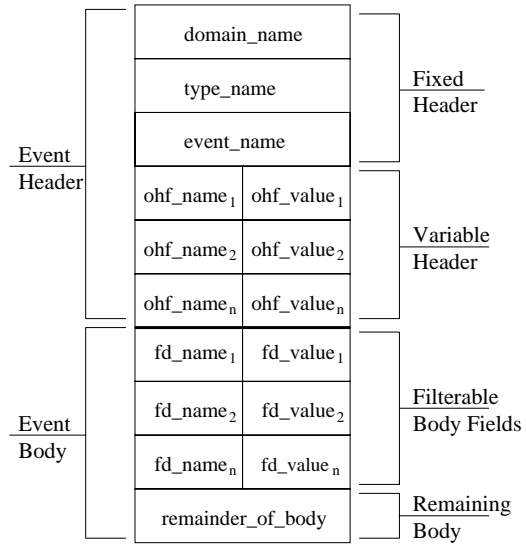 domain_name
type_name
event_name
Fixed
Header
Event
Header
ohf_name1 ohf_value1
ohf_name2 ohf_value2
ohf_namen ohf_valuen
Variable
Header
fd_name1 fd_value1
fd_name2 fd_value2
fd_namen fd_valuen
Event
Body
Filterable
Body Fields
remainder_of_body
Remaining
Body